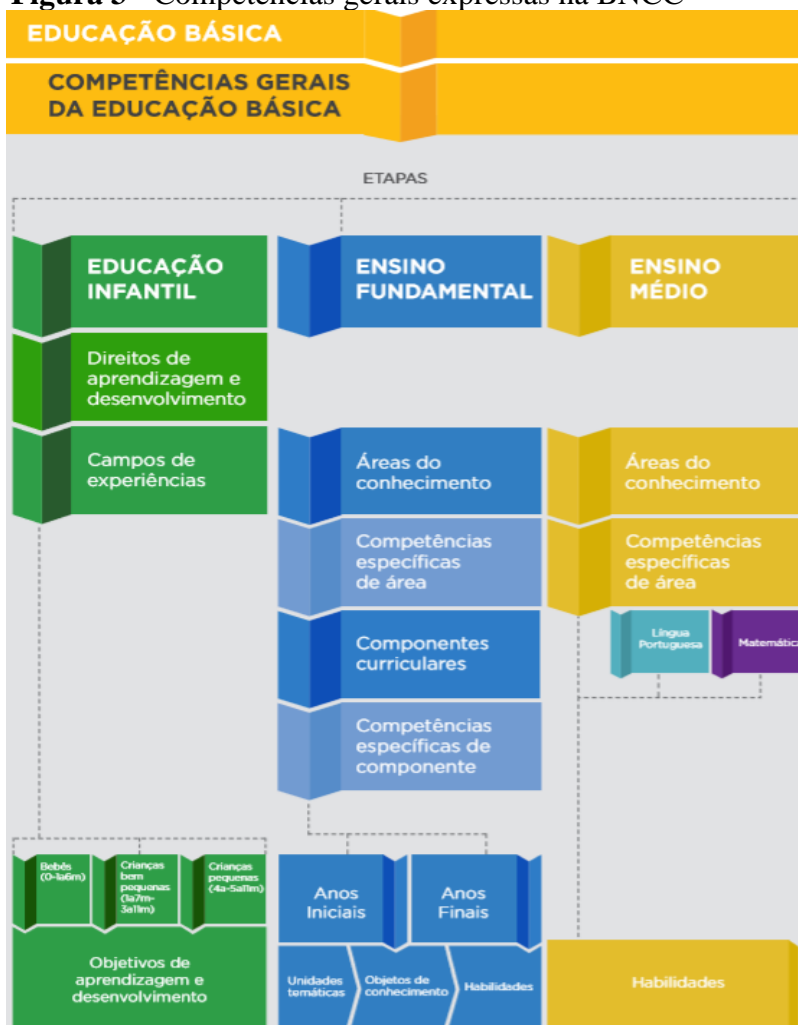 Figura 3 - Competências gerais expressas na BNCC
EDUCAÇÃO BÁSICA
COMPETÊNCIAS GERAIS
DA EDUCAÇÃO BÁSICA
ETAPAS
EDUCAÇÃO
INFANTIL
Direitos de
aprendizagem e
desenvolvimento
Campos de
experiências
Bebês
(0-1a6m)
Crianças
bem
pequenas
(1a7m-
3a11m)
Crianças
pequenas
(4a-5a11m)
Objetivos de
aprendizagem e
desenvolvimento
ENSINO
FUNDAMENTAL
Áreas do
conhecimento
Competências
específicas
de área
Componentes
curriculares
Competências
específicas de
componente
Anos
Iniciais
Anos
Finais
Unidades
temáticas
Objetos de
conhecimento
Habilidades
ENSINO
MÉDIO
Áreas do
conhecimento
Competências
específicas
de área
Língua
Portuguesa
Matemática
Habilidades